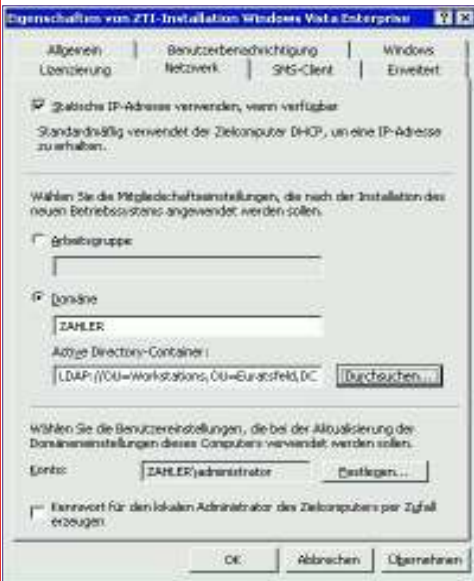 Eigenschaften von ZTI-Installation Windows Vista Enterprise
Allgemein Benutzerbenachrichtigung Windows
Lizenzierung Netzwerk SMS-Client Erweitert
Statische IP-Adresse verwenden, wenn verfügbar
Standardmäßig verwendet der Zielcomputer DHCP, um eine IP-Adresse
zu erhalten.
Wählen Sie die Mitgliedschaftseinstellungen, die nach der Installation des
neuen Betriebssystems angewendet werden sollen.
Arbeitsgruppe
Domäne
ZAHLER
Active Directory-Container:
LDAP://OU=Workstations,OU=Euratsfeld,DC
Durchsuchen...
Wählen Sie die Benutzereinstellungen, die bei der Aktualisierung der
Domäneneinstellungen dieses Computers verwendet werden sollen.
Konto: ZAHLER\administrator Festlegen...
Kennwort für den lokalen Administrator des Zielcomputers per Zufall
erzeugen
OK Abbrechen Übernehmen